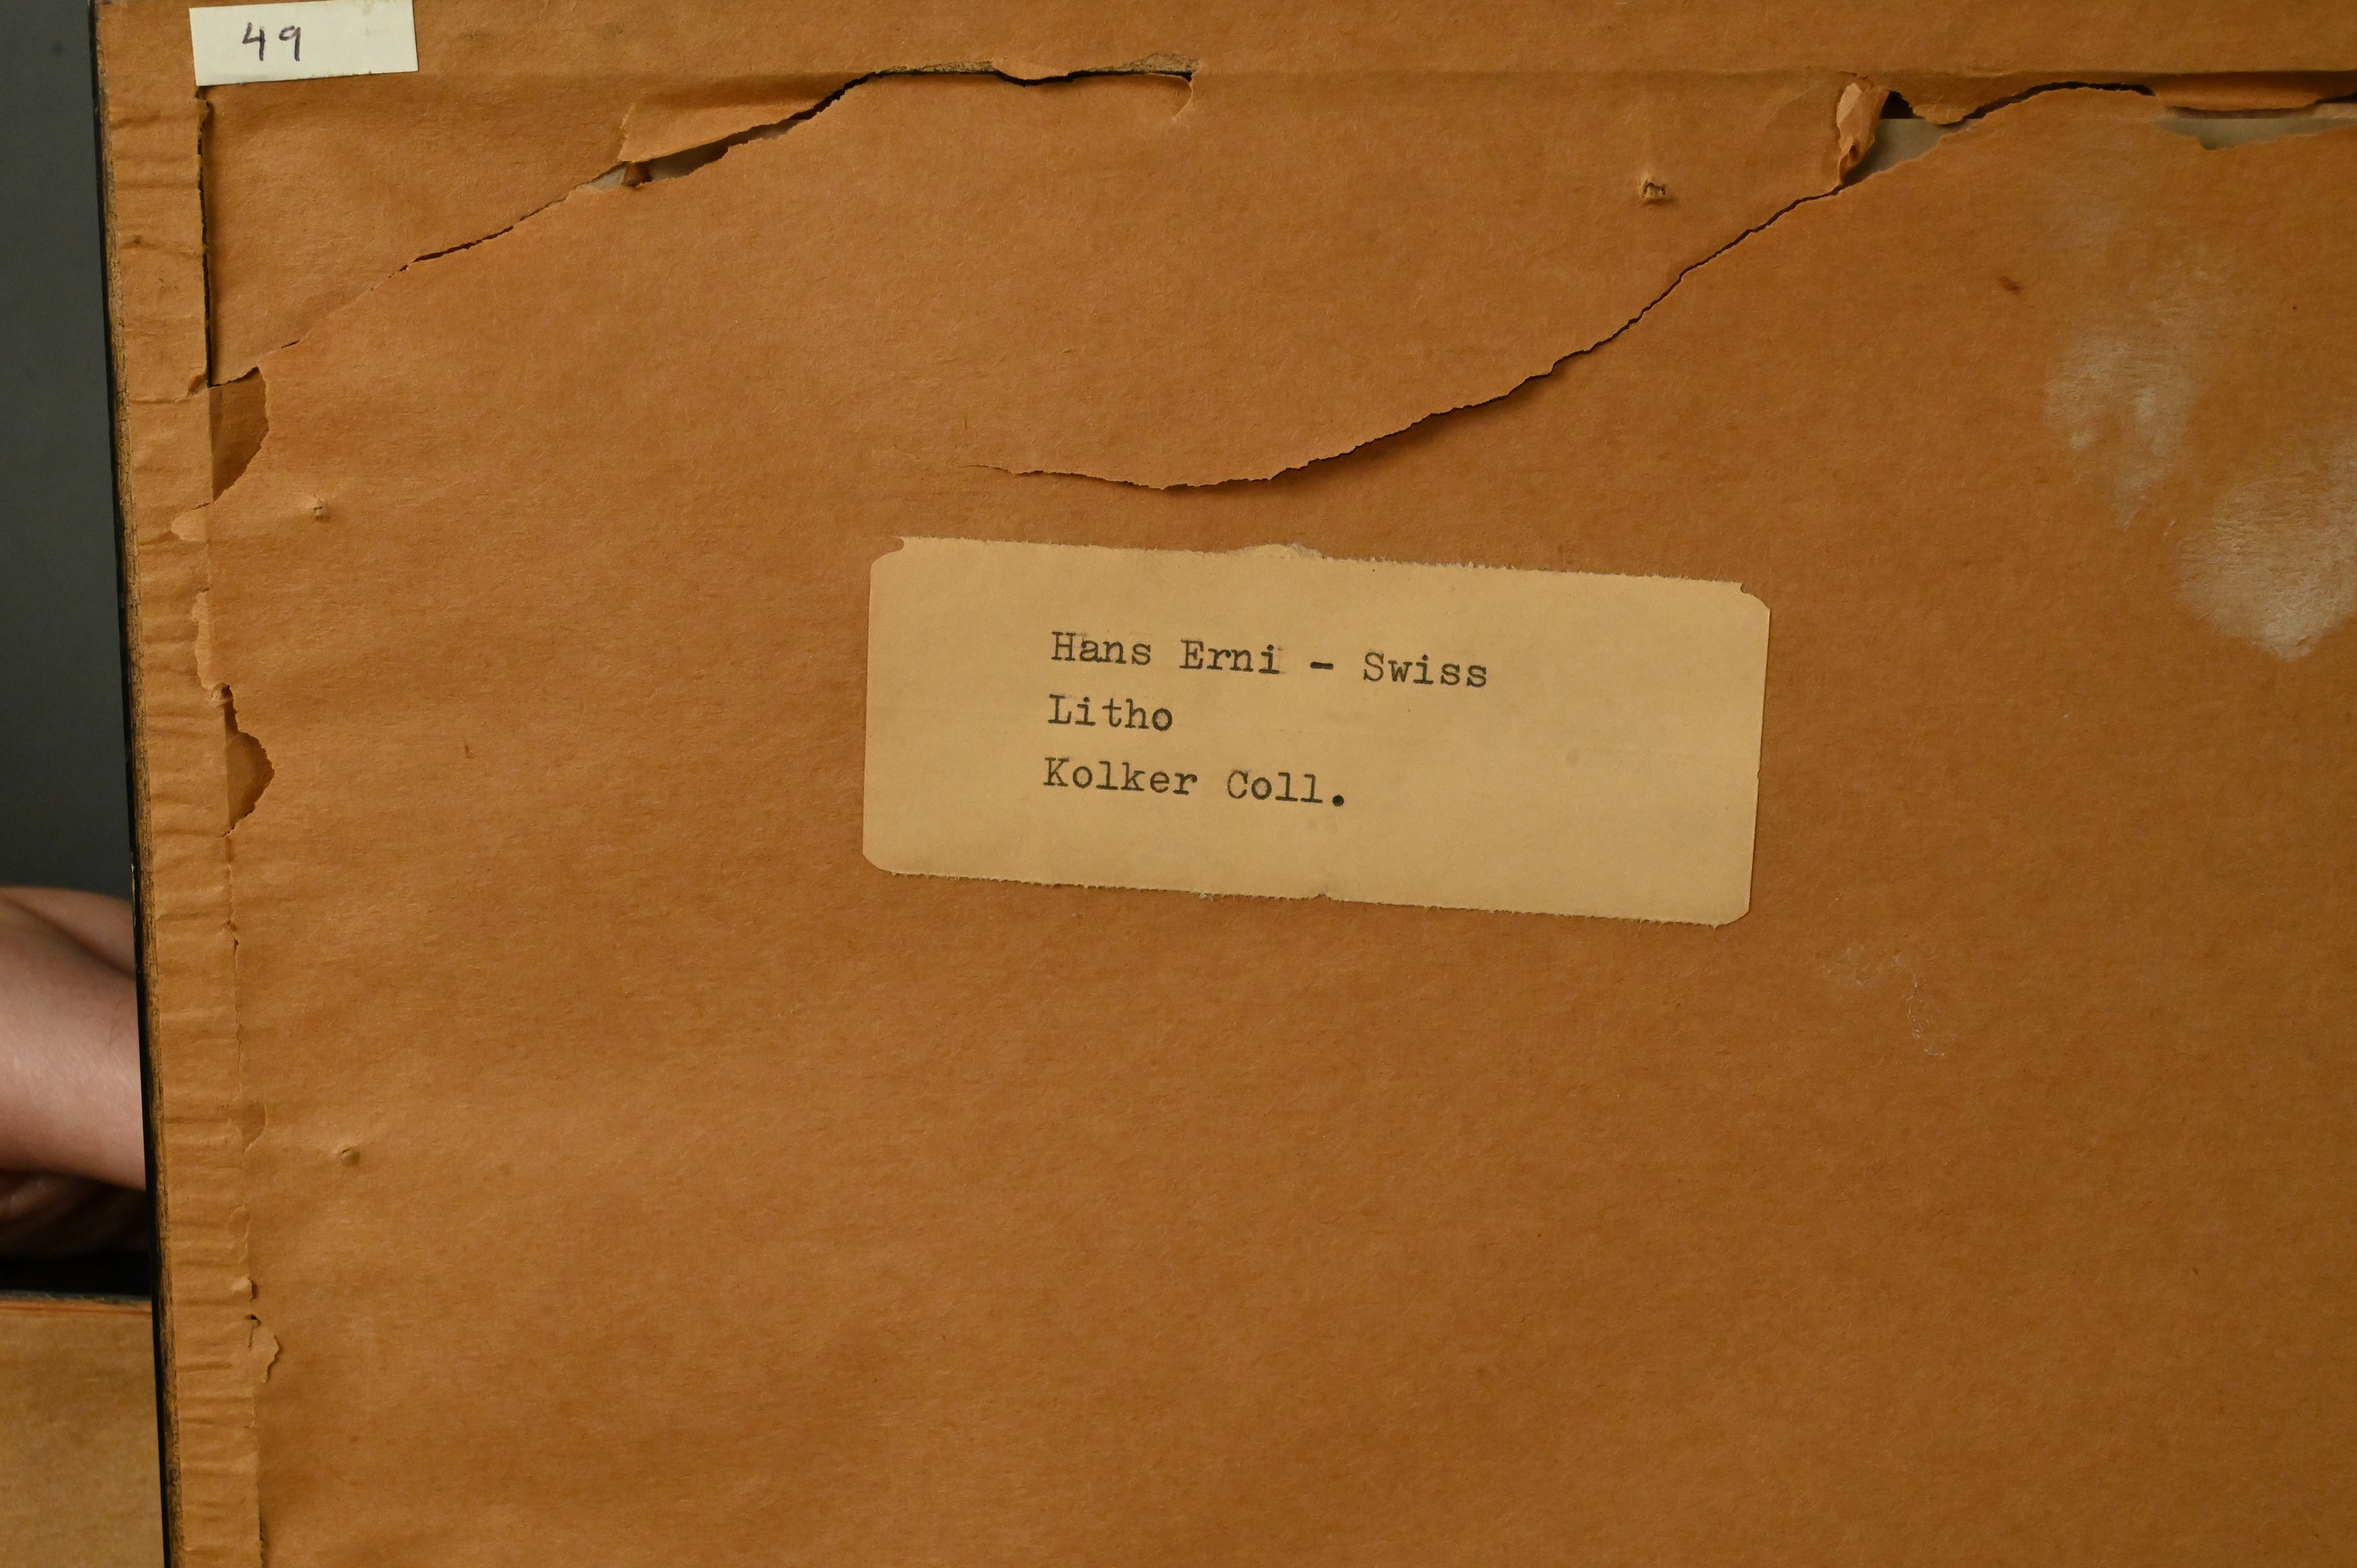 49
Hans Erni - Swiss
Litho
Kolker Coll.